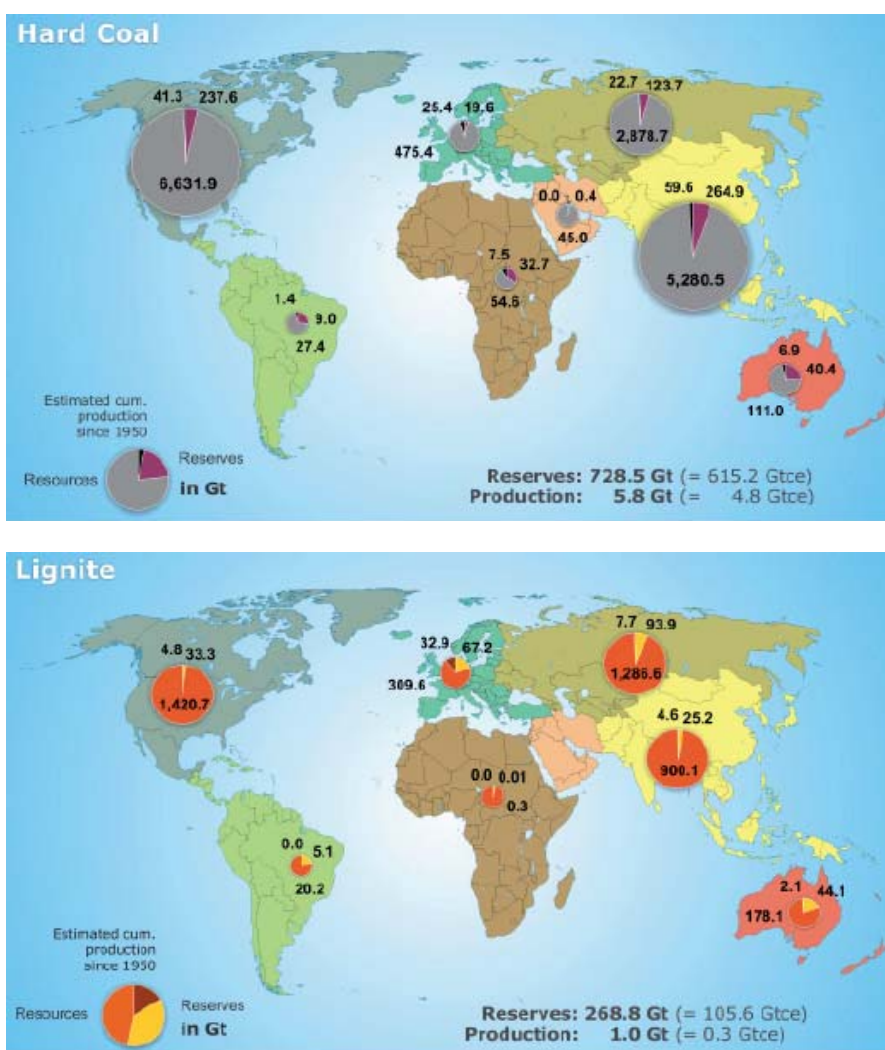 Hard Coal
41.3 237.6
6,631.9
25.4 19.6
475.4
22.7 123.7
2,878.7
59.6 264.9
5,280.5
0.0 0.4
45.0
7.5 32.7
54.6
1.4
9.0
27.4
6.9
40.4
111.0
Estimated cum.
production
since 1950
Reserves
Resources
in Gt
Reserves: 728.5 Gt (= 615.2 Gtce)
Production: 5.8 Gt (= 4.8 Gtce)
Lignite
4.8 33.3
1,420.7
32.9 67.2
309.6
7.7 93.9
1,286.6
4.6 25.2
900.1
0.0 0.01
0.3
0.0 5.1
20.2
2.1 44.1
178.1
Estimated cum.
production
since 1950
Resources
Reserves
in Gt
Reserves: 268.8 Gt (= 105.6 Gtce)
Production: 1.0 Gt (= 0.3 Gtce)